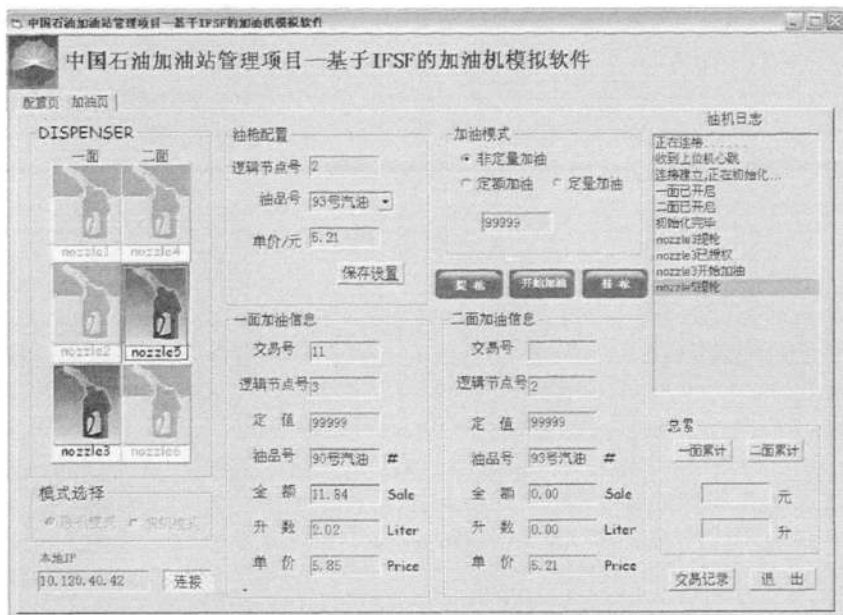 中国石油加油站管理项目—基于IFSF的加油机模拟软件
中国石油加油站管理项目—基于IFSF的加油机模拟软件
配置页 加油页
DISPENSER
一面 二面
nozzle1 nozzle4
nozzle2 nozzle5
nozzle3 nozzle6
模式选择
本地IP
10.120.40.42 连接
油枪配置
逻辑节点号 2
油品号 93号汽油
单价/元 5.21
保存设置
加油模式
非定量加油
定额加油 定量加油
99999
提枪 开始加油 挂枪
一面加油信息
交易号 11
逻辑节点号 3
定 值 99999
油品号 90号汽油 #
金 额 11.84 Sale
升 数 2.02 Liter
单 价 5.85 Price
二面加油信息
交易号
逻辑节点号 2
定 值 99999
油品号 93号汽油 #
金 额 0.00 Sale
升 数 0.00 Liter
单 价 5.21 Price
油机日志
正在连接.......
收到上位机心跳
连接建立,正在初始化...
一面已开启
二面已开启
初始化完毕
nozzle3提枪
nozzle3已授权
nozzle3开始加油
nozzle5提枪
总累
一面累计 二面累计
元
升
交易记录 退 出